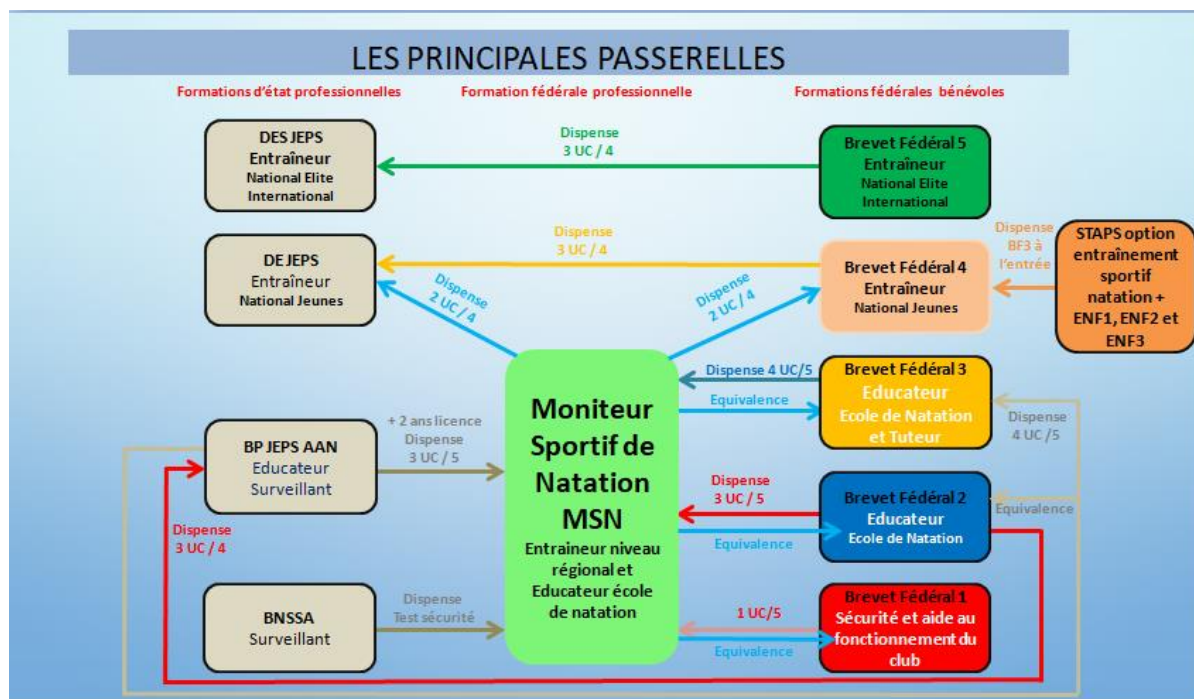 LES PRINCIPALES PASSERELLES
Formations d'état professionnelles
Formation fédérale professionnelle
Formations fédérales bénévoles
DES JEPS
Entraîneur
National Elite
International
Dispense
3 UC / 4
Brevet Fédéral 5
Entraîneur
National Elite
International
DE JEPS
Entraîneur
National Jeunes
Dispense
3 UC / 4
Brevet Fédéral 4
Entraîneur
National Jeunes
Dispense
BF3 à
l'entrée
STAPS option
entraînement
sportif
natation +
ENF1, ENF2 et
ENF3
Dispense
2 UC / 4
Dispense
2 UC / 4
Moniteur
Sportif de
Natation
MSN
Entraineur niveau
régional et
Educateur école
de natation
Dispense 4 UC/5
Equivalence
Brevet Fédéral 3
Educateur
Ecole de Natation
et Tuteur
Dispense
4 UC /5
BP JEPS AAN
Educateur
Surveillant
+ 2 ans licence
Dispense
3 UC / 5
Dispense
3 UC / 5
Equivalence
Brevet Fédéral 2
Educateur
Ecole de Natation
Equivalence
Dispense
3 UC / 4
BNSSA
Surveillant
Dispense
Test sécurité
1 UC/5
Equivalence
Brevet Fédéral 1
Sécurité et aide au
fonctionnement du
club